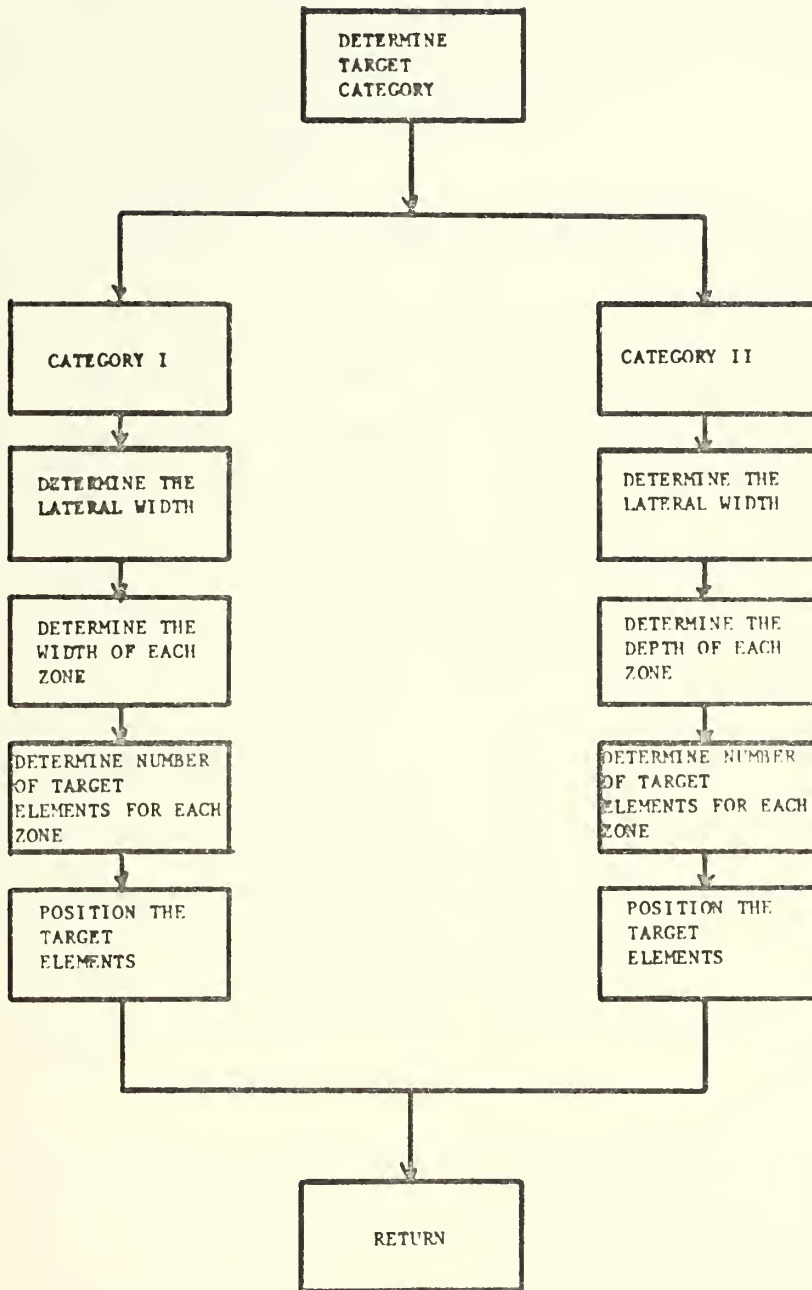 DETERMINE
TARGET
CATEGORY
CATEGORY I
DETERMINE THE
LATERAL WIDTH
DETERMINE THE
WIDTH OF EACH
ZONE
DETERMINE NUMBER
OF TARGET
ELEMENTS FOR EACH
ZONE
POSITION THE
TARGET
ELEMENTS
CATEGORY II
DETERMINE THE
LATERAL WIDTH
DETERMINE THE
DEPTH OF EACH
ZONE
DETERMINE NUMBER
OF TARGET
ELEMENTS FOR EACH
ZONE
POSITION THE
TARGET
ELEMENTS
RETURN